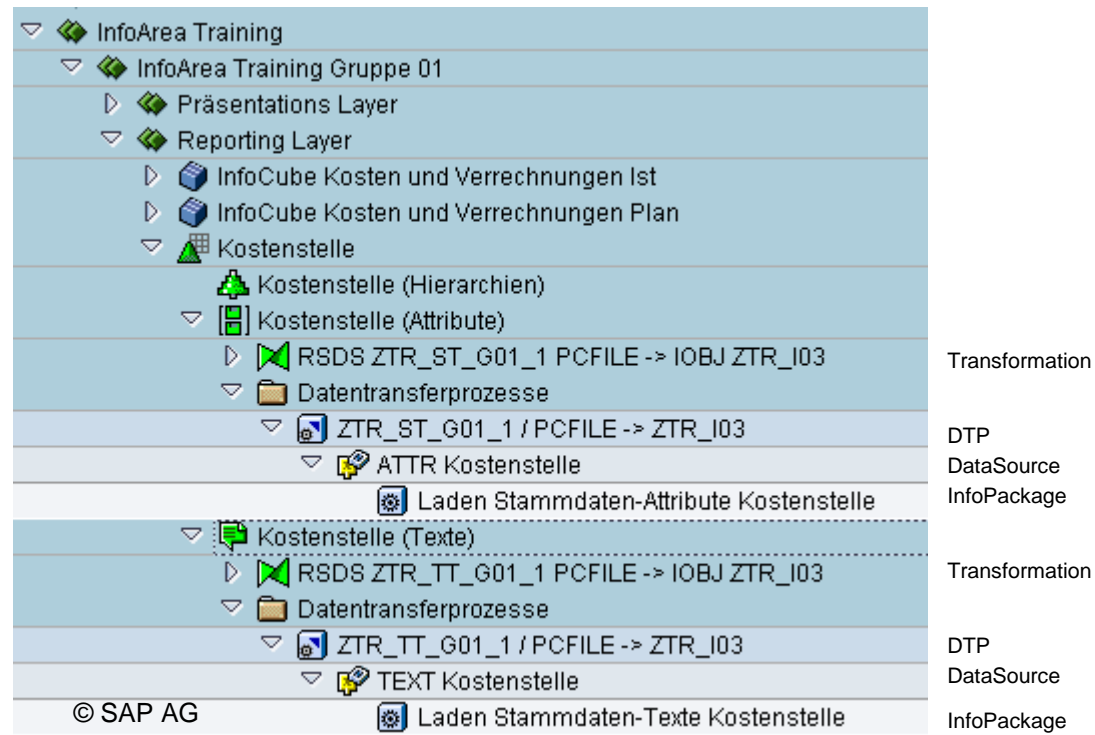 InfoArea Training
InfoArea Training Gruppe 01
Präsentations Layer
Reporting Layer
InfoCube Kosten und Verrechnungen Ist
InfoCube Kosten und Verrechnungen Plan
Kostenstelle
Kostenstelle (Hierarchien)
Kostenstelle (Attribute)
RSDS ZTR_ST_G01_1 PCFILE -> IOBJ ZTR_I03 Transformation
Datentransferprozesse
ZTR_ST_G01_1 / PCFILE -> ZTR_I03 DTP
ATTR Kostenstelle DataSource
Laden Stammdaten-Attribute Kostenstelle InfoPackage
Kostenstelle (Texte)
RSDS ZTR_TT_G01_1 PCFILE -> IOBJ ZTR_I03 Transformation
Datentransferprozesse
ZTR_TT_G01_1 / PCFILE -> ZTR_I03 DTP
TEXT Kostenstelle DataSource
© SAP AG Laden Stammdaten-Texte Kostenstelle InfoPackage